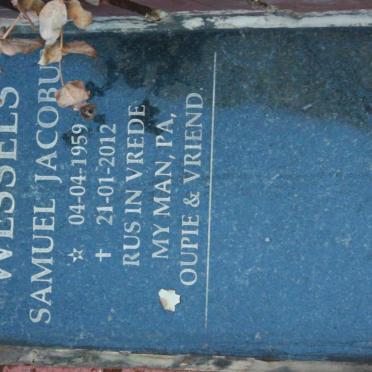 WESSELS
SAMUEL JACOBU
☆ 04-04-1959
✝ 21-01-2012
RUS IN VREDE
MY MAN, PA,
OUPIE & VRIEND.